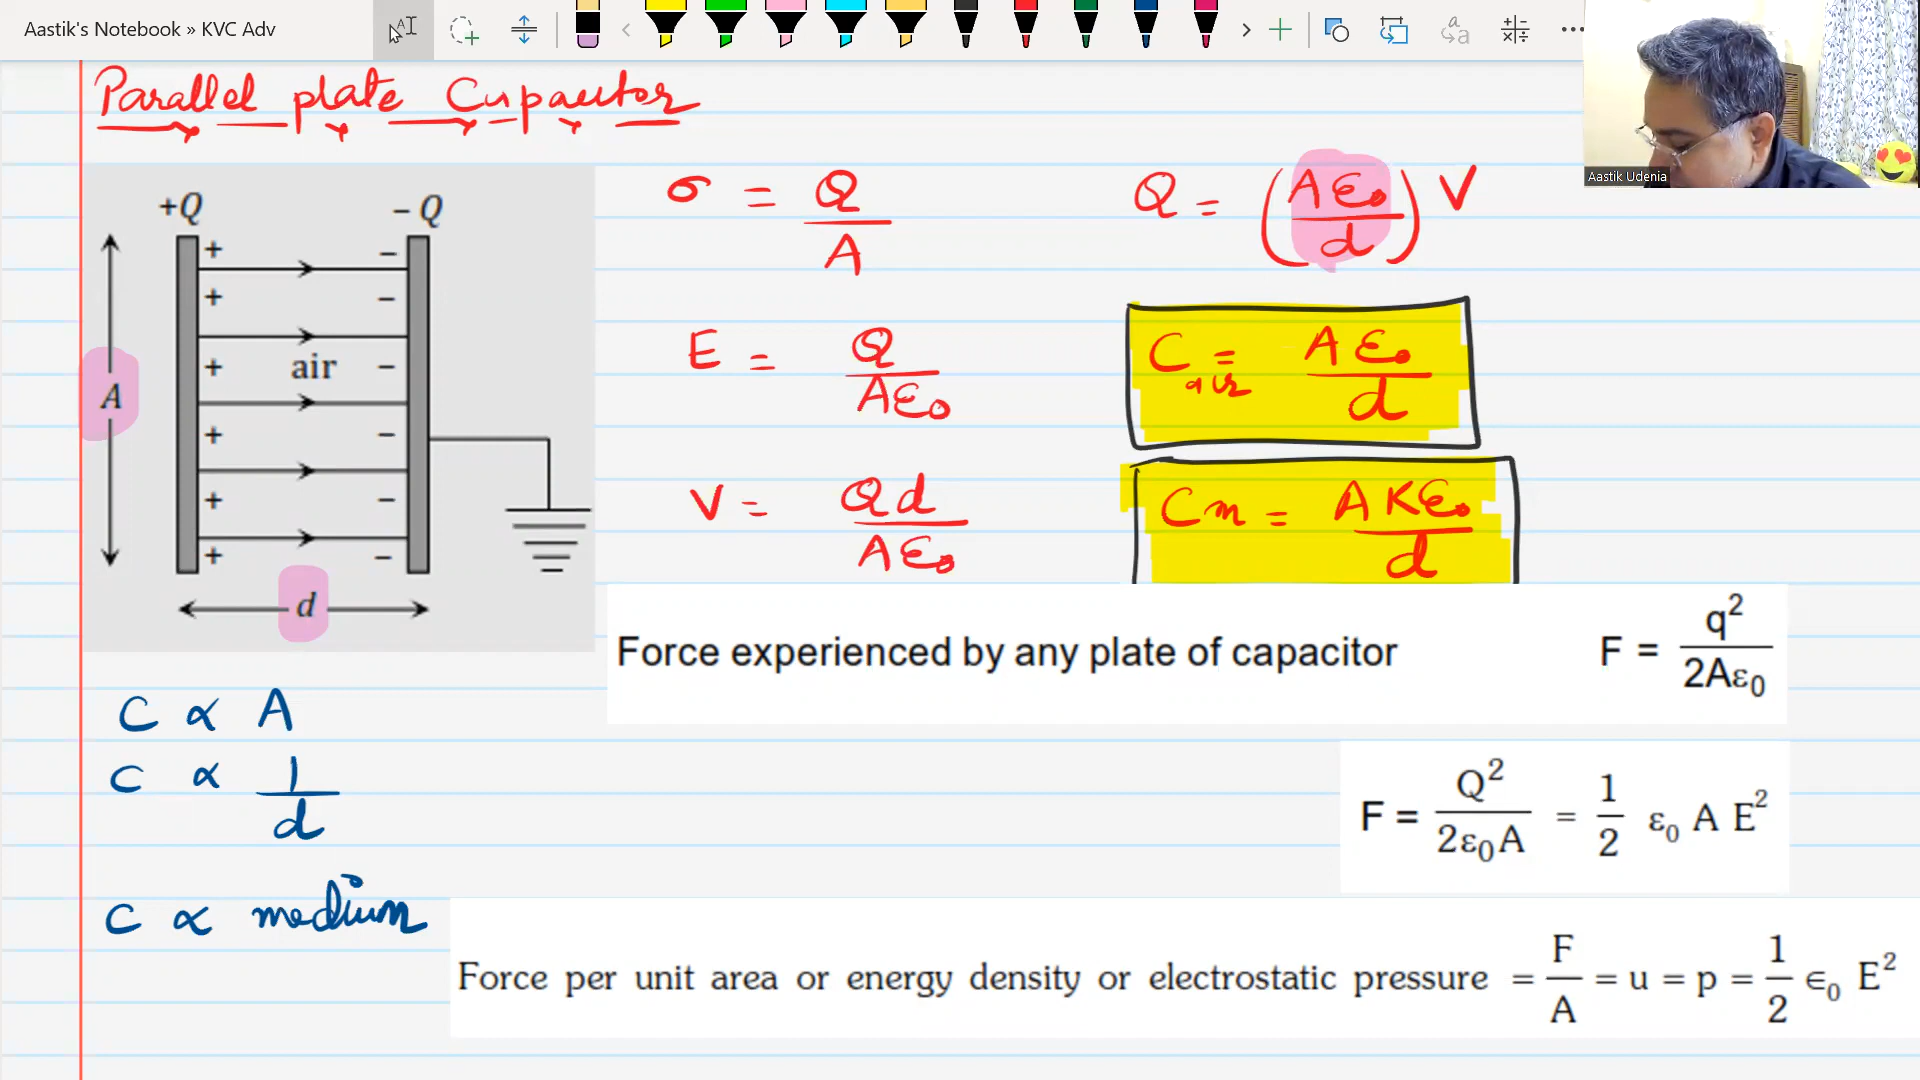 Aastik's Notebook » KVC Adv
Aastik Udenia
Parallel plate Capacitor
+Q
− Q
A
air
d
σ = Q / A
E = Q / Aε₀
V = Qd / Aε₀
Q = (Aε₀ / d) V
C air = Aε₀ / d
Cm = AKε₀ / d
Force experienced by any plate of capacitor F = q² / 2Aε₀
F = Q² / 2ε₀A = 1/2 ε₀ A E²
C ∝ A
C ∝ 1/d
C ∝ medium
Force per unit area or energy density or electrostatic pressure = F/A = u = p = 1/2 ∈₀ E²